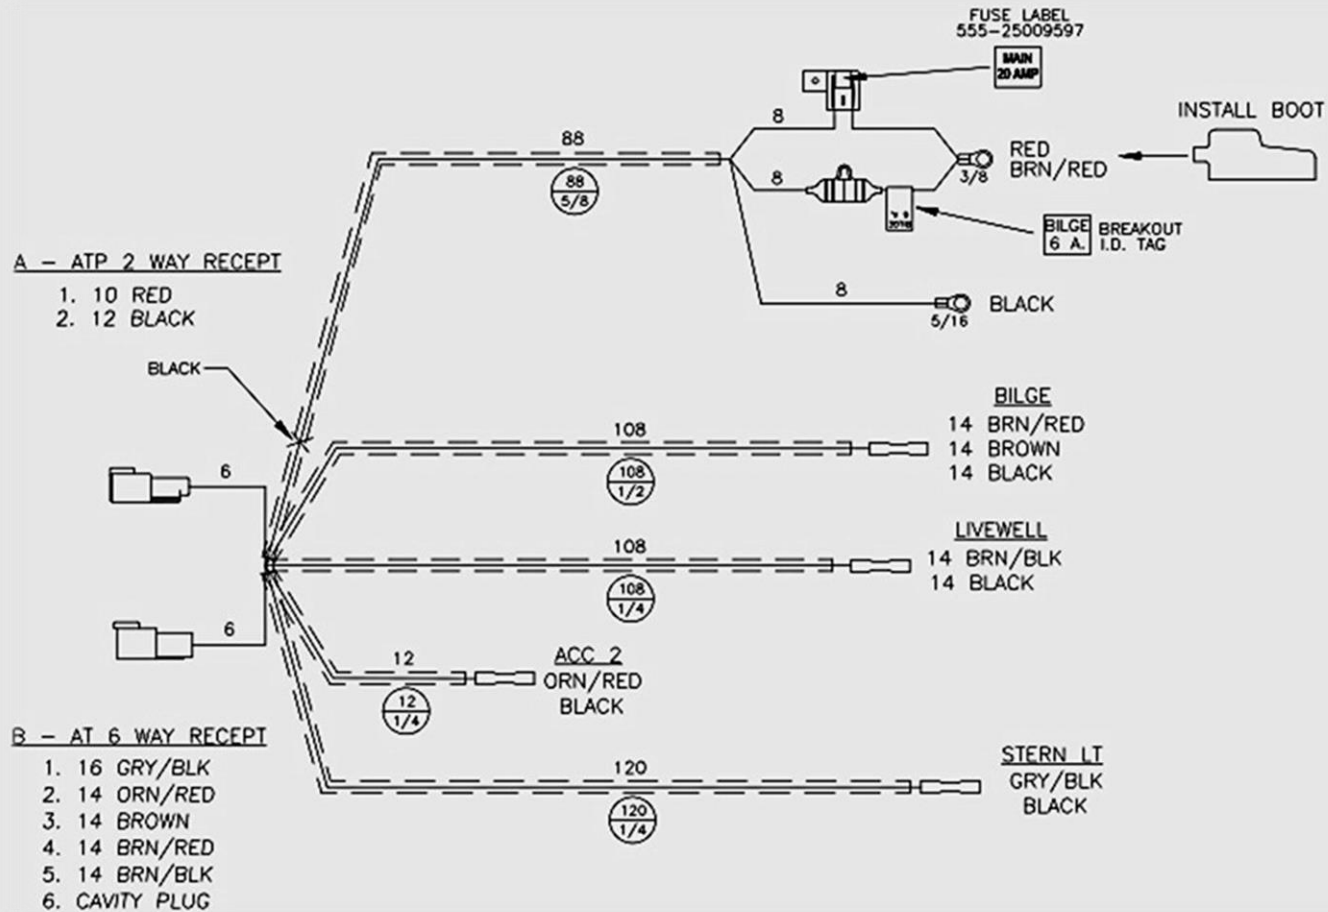 FUSE LABEL
555-25009597
MAIN
20 AMP
INSTALL BOOT
8
RED
BRN/RED
3/8
88
88
5/8
8
BILGE
6 A.
BREAKOUT
I.D. TAG
A - ATP 2 WAY RECEPT
1. 10 RED
2. 12 BLACK
8
5/16
BLACK
BLACK
BILGE
14 BRN/RED
14 BROWN
14 BLACK
108
108
1/2
6
LIVEWELL
14 BRN/BLK
14 BLACK
108
108
1/4
6
ACC 2
ORN/RED
BLACK
12
12
1/4
B - AT 6 WAY RECEPT
1. 16 GRY/BLK
2. 14 ORN/RED
3. 14 BROWN
4. 14 BRN/RED
5. 14 BRN/BLK
6. CAVITY PLUG
STERN LT
GRY/BLK
BLACK
120
120
1/4